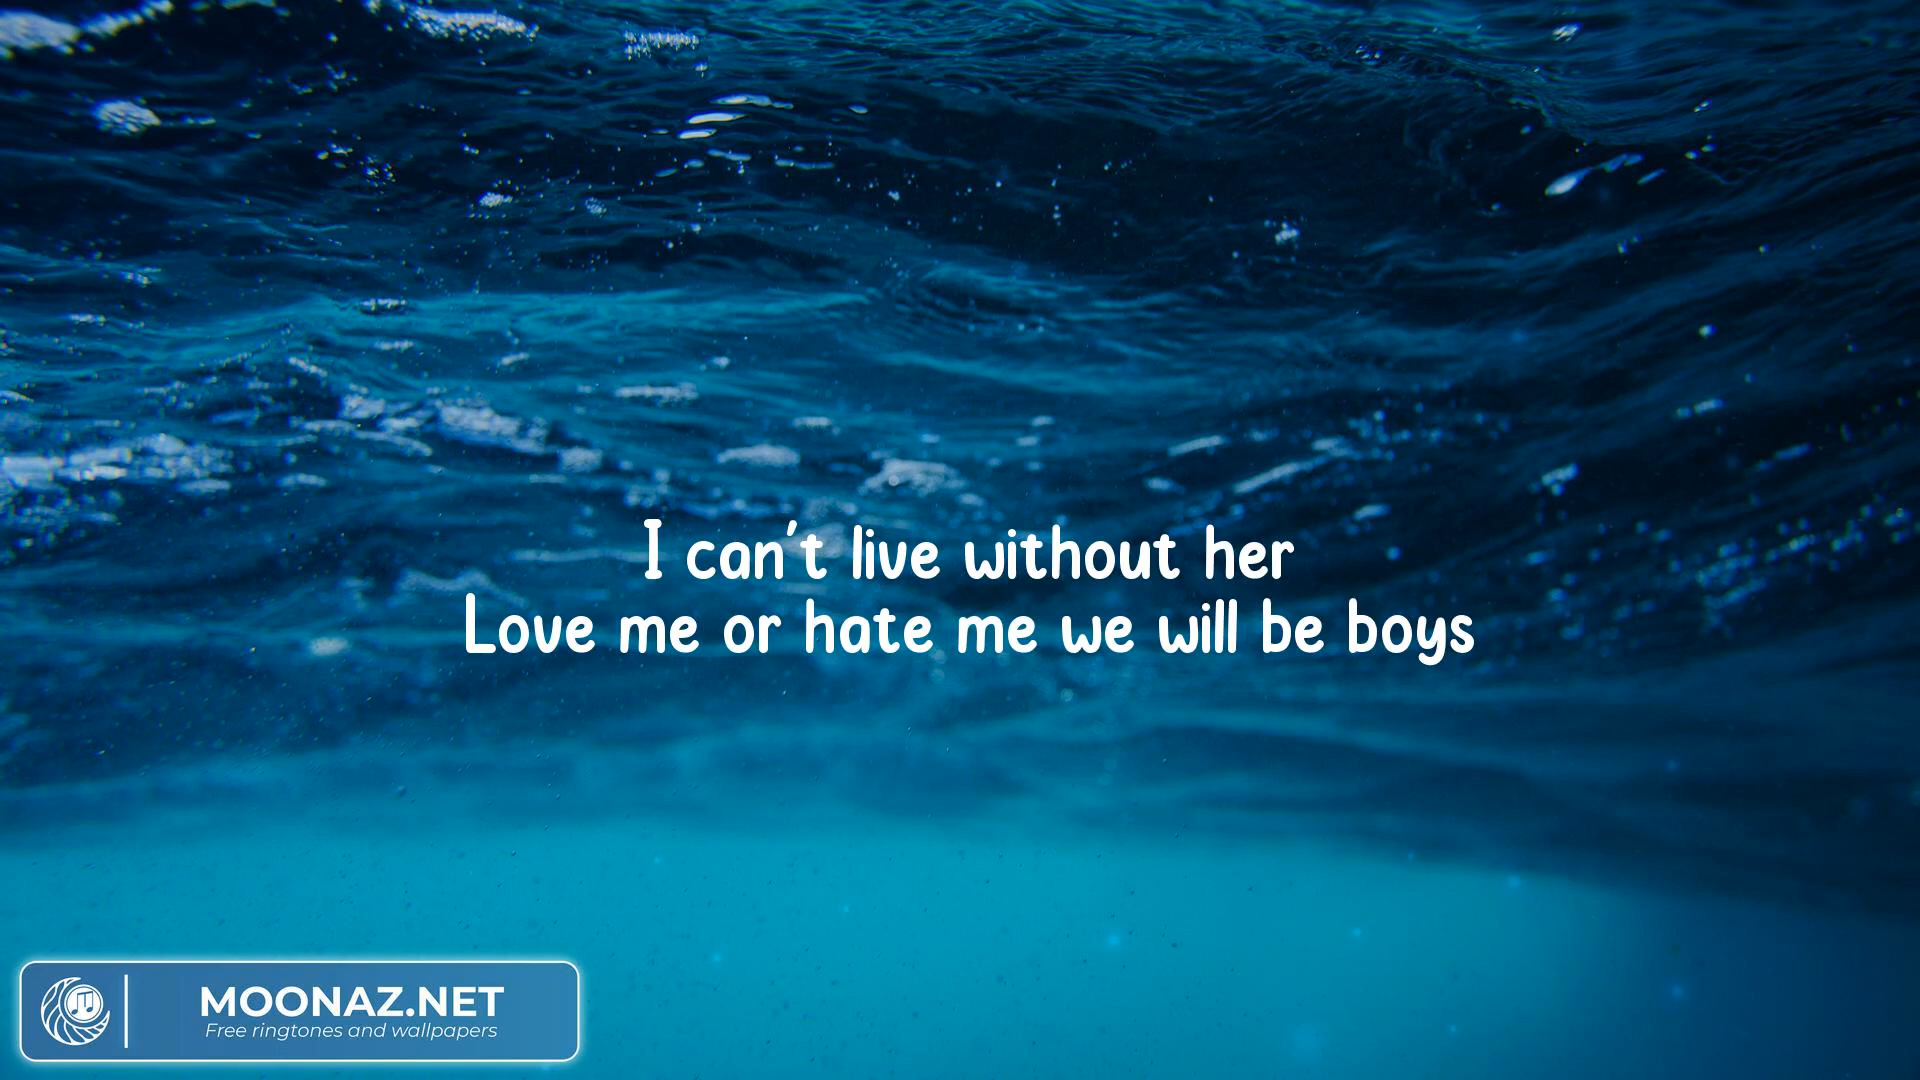 I can't live without her
Love me or hate me we will be boys
MOONAZ.NET
Free ringtones and wallpapers